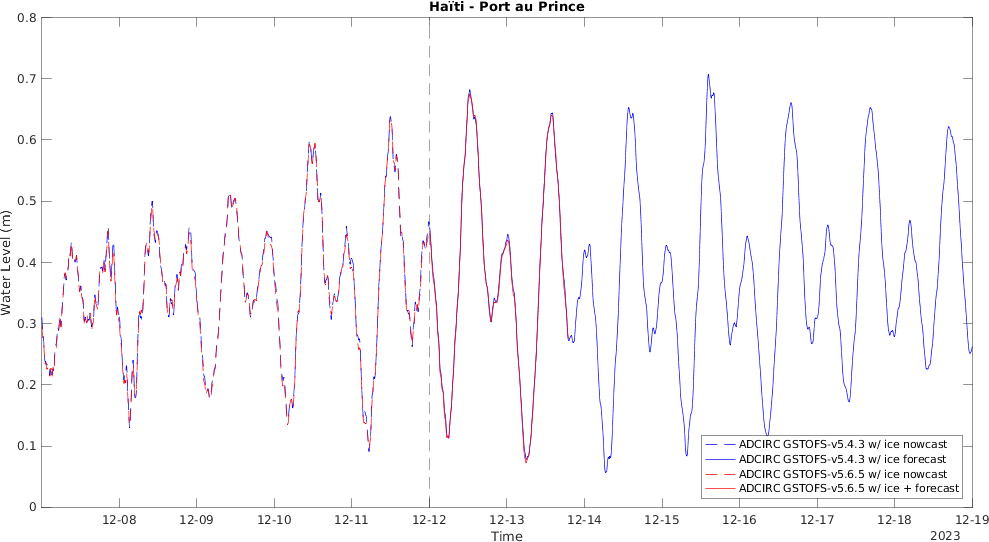 Haïti - Port au Prince
0.8
0.7
0.6
0.5
0.4
0.3
0.2
0.1
0
Water Level (m)
ADCIRC GSTOFS-v5.4.3 w/ ice nowcast
ADCIRC GSTOFS-v5.4.3 w/ ice forecast
ADCIRC GSTOFS-v5.6.5 w/ ice nowcast
ADCIRC GSTOFS-v5.6.5 w/ ice + forecast
12-08 12-09 12-10 12-11 12-12 12-13 12-14 12-15 12-16 12-17 12-18 12-19
Time
2023